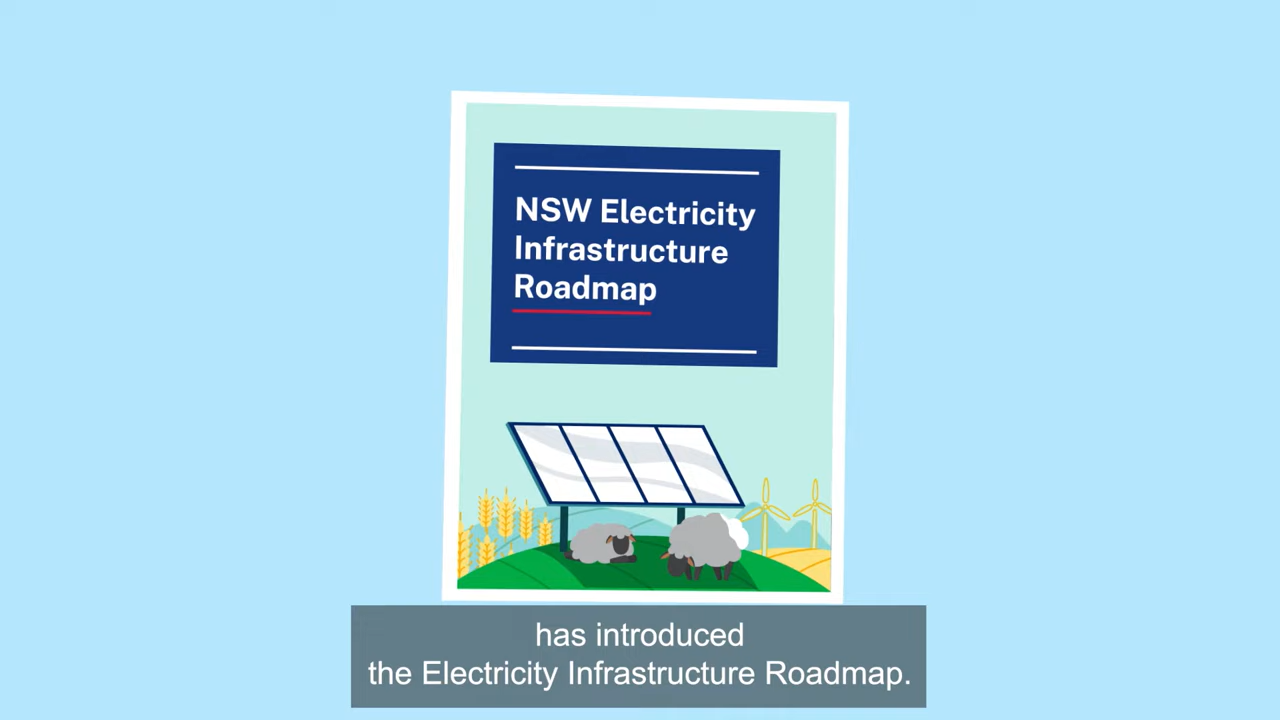 NSW Electricity
Infrastructure
Roadmap
has introduced
the Electricity Infrastructure Roadmap.